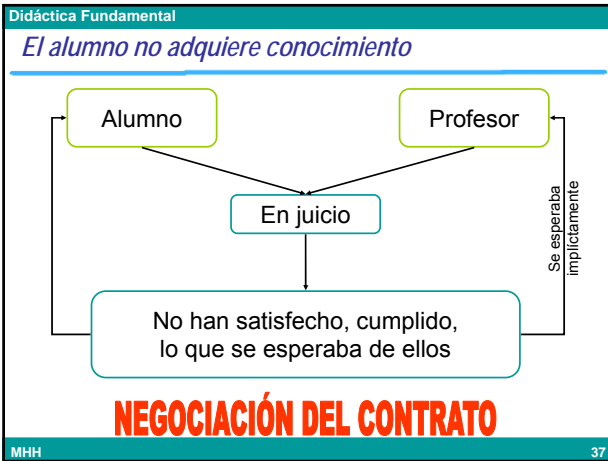 Didáctica Fundamental
El alumno no adquiere conocimiento
Alumno
Profesor
En juicio
Se esperaba
implíctamente
No han satisfecho, cumplido,
lo que se esperaba de ellos
NEGOCIACIÓN DEL CONTRATO
MHH
37